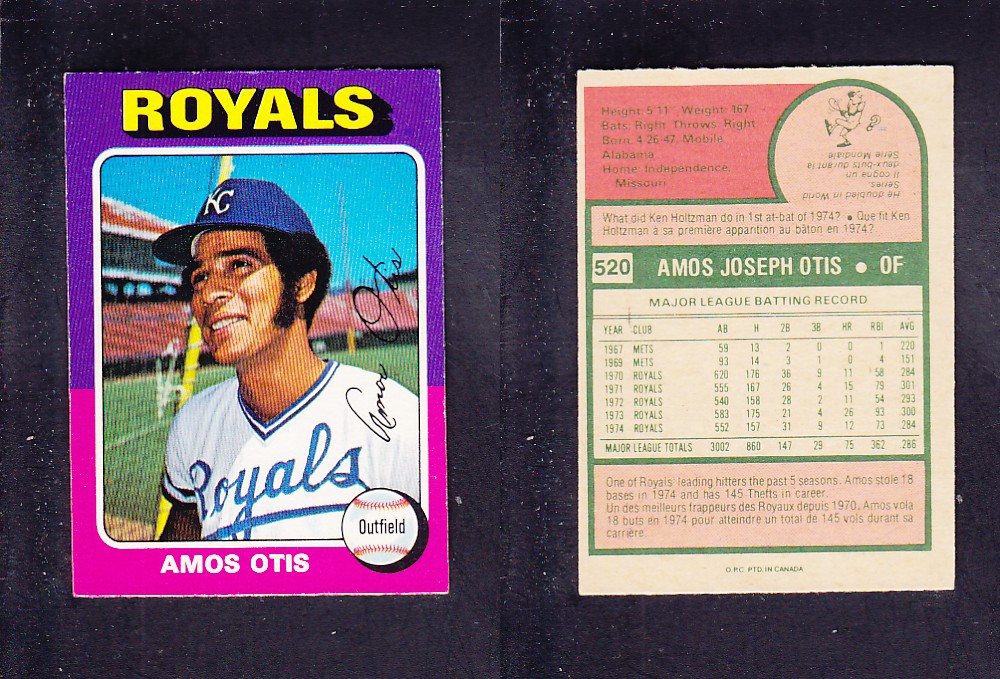 ROYALS
KC
Amos Otis
Royals
Outfield
AMOS OTIS
Height: 5'11 Weight: 167
Bats: Right Throws: Right
Born: 4-26-47, Mobile,
Alabama
Home: Independence,
Missouri
He doubled in World
Series.
Il cogna un
deux-buts durant la
Série Mondiale
What did Ken Holtzman do in 1st at-bat of 1974? • Que fit Ken
Holtzman à sa première apparition au bâton en 1974?
520 AMOS JOSEPH OTIS • OF
MAJOR LEAGUE BATTING RECORD
YEAR CLUB AB H 2B 3B HR RBI AVG
1967 METS 59 13 2 0 0 1 220
1969 METS 93 14 3 1 0 4 151
1970 ROYALS 620 176 36 9 11 58 284
1971 ROYALS 555 167 26 4 15 79 301
1972 ROYALS 540 158 28 2 11 54 293
1973 ROYALS 583 175 21 4 26 93 300
1974 ROYALS 552 157 31 9 12 73 .284
MAJOR LEAGUE TOTALS 3002 860 147 29 75 362 .286
One of Royals' leading hitters the past 5 seasons. Amos stole 18
bases in 1974 and has 145 Thefts in career.
Un des meilleurs frappeurs des Royaux depuis 1970, Amos vola
18 buts en 1974 pour atteindre un total de 145 vols durant sa
carrière.
O.P.C. PTD. IN CANADA